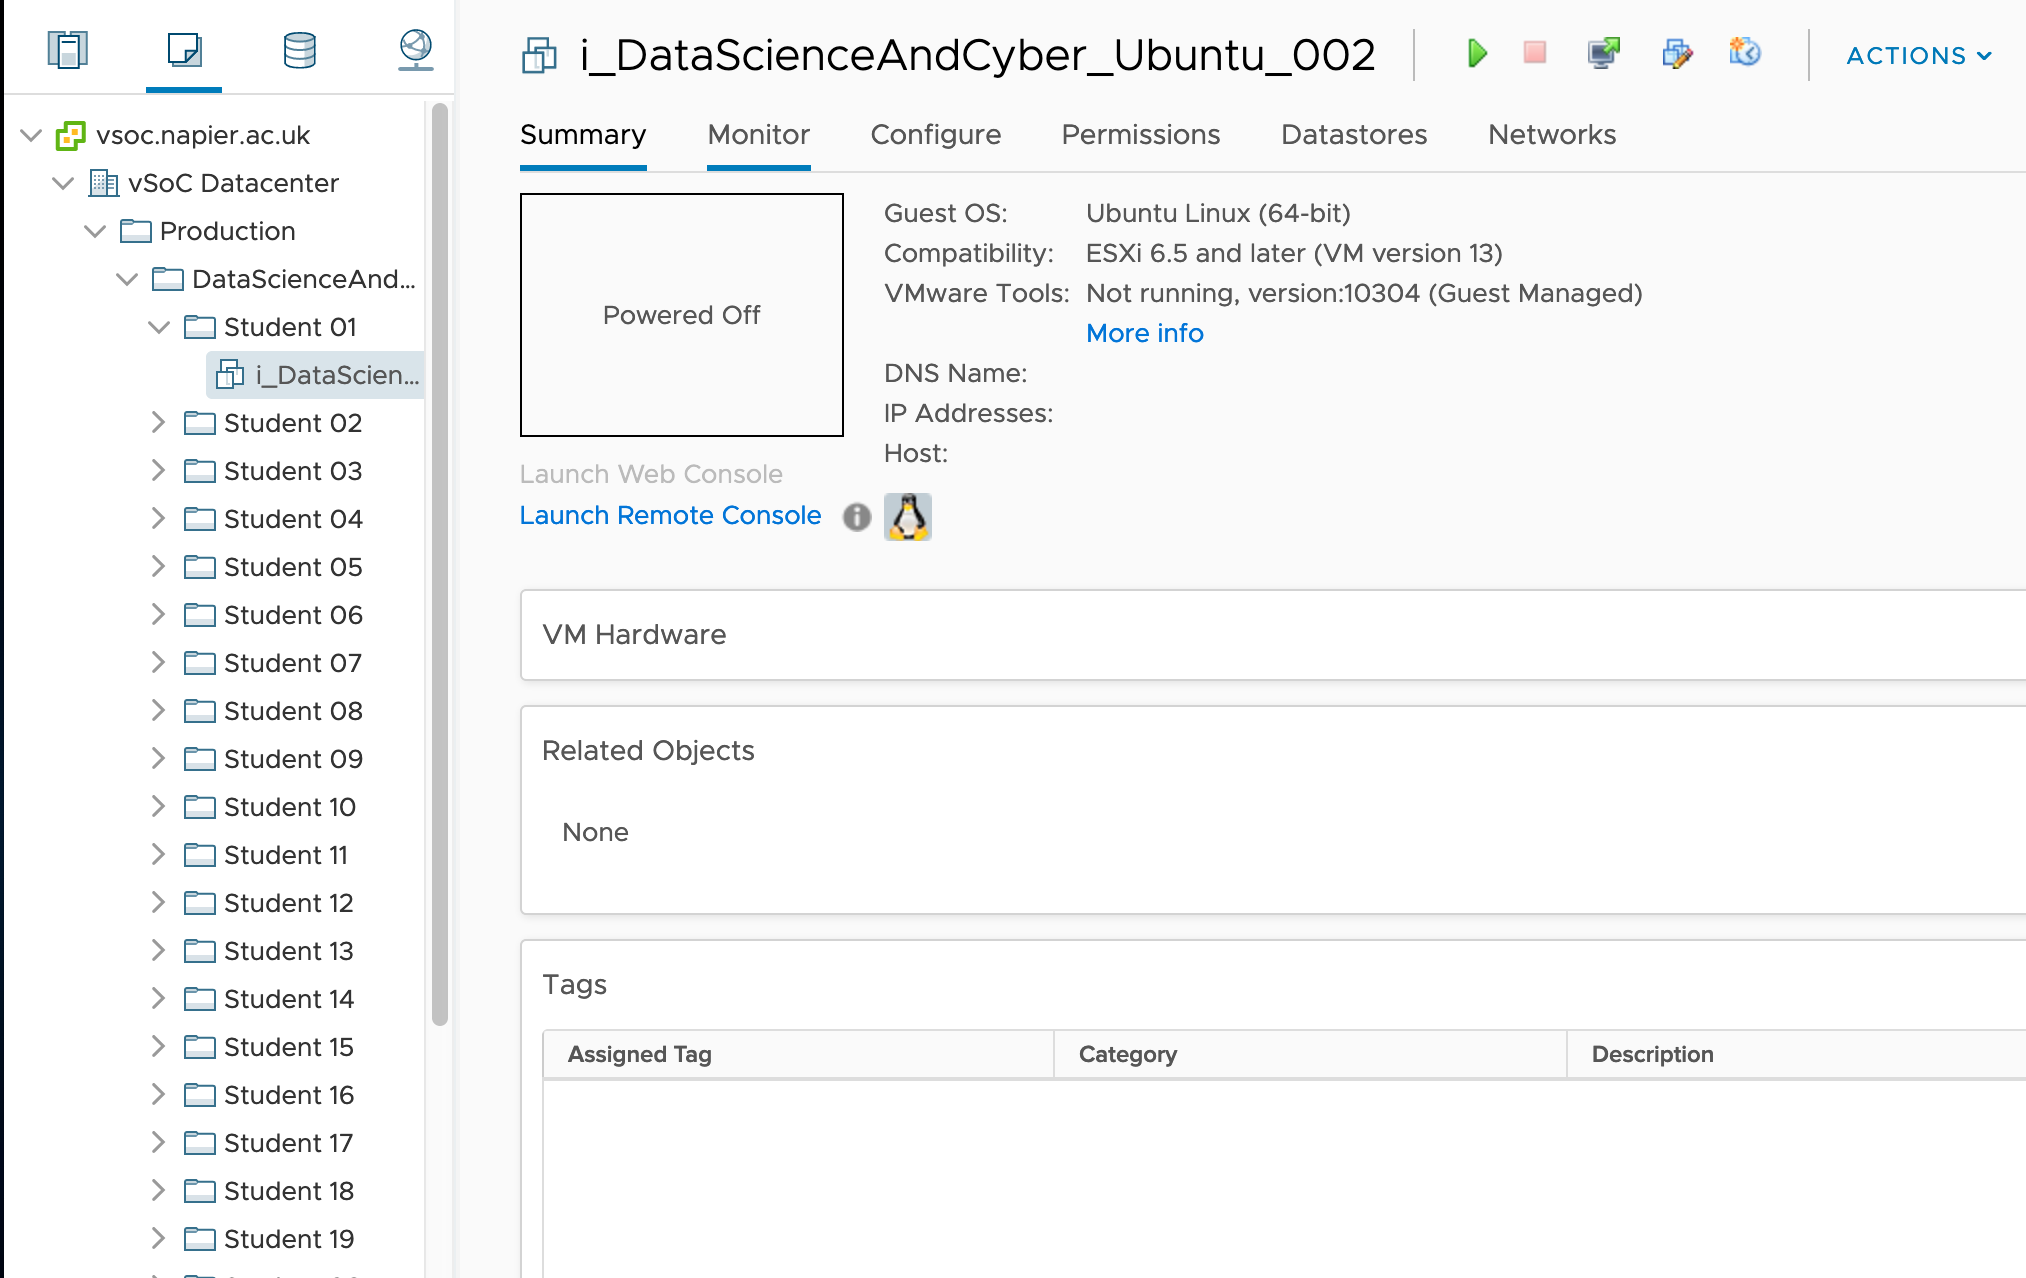 vsoc.napier.ac.uk
vSoC Datacenter
Production
DataScienceAnd...
Student 01
i_DataScien...
Student 02
Student 03
Student 04
Student 05
Student 06
Student 07
Student 08
Student 09
Student 10
Student 11
Student 12
Student 13
Student 14
Student 15
Student 16
Student 17
Student 18
Student 19
i_DataScienceAndCyber_Ubuntu_002
ACTIONS
Summary Monitor Configure Permissions Datastores Networks
Powered Off
Launch Web Console
Launch Remote Console
Guest OS: Ubuntu Linux (64-bit)
Compatibility: ESXi 6.5 and later (VM version 13)
VMware Tools: Not running, version:10304 (Guest Managed)
More info
DNS Name:
IP Addresses:
Host:
VM Hardware
Related Objects
None
Tags
Assigned Tag Category Description